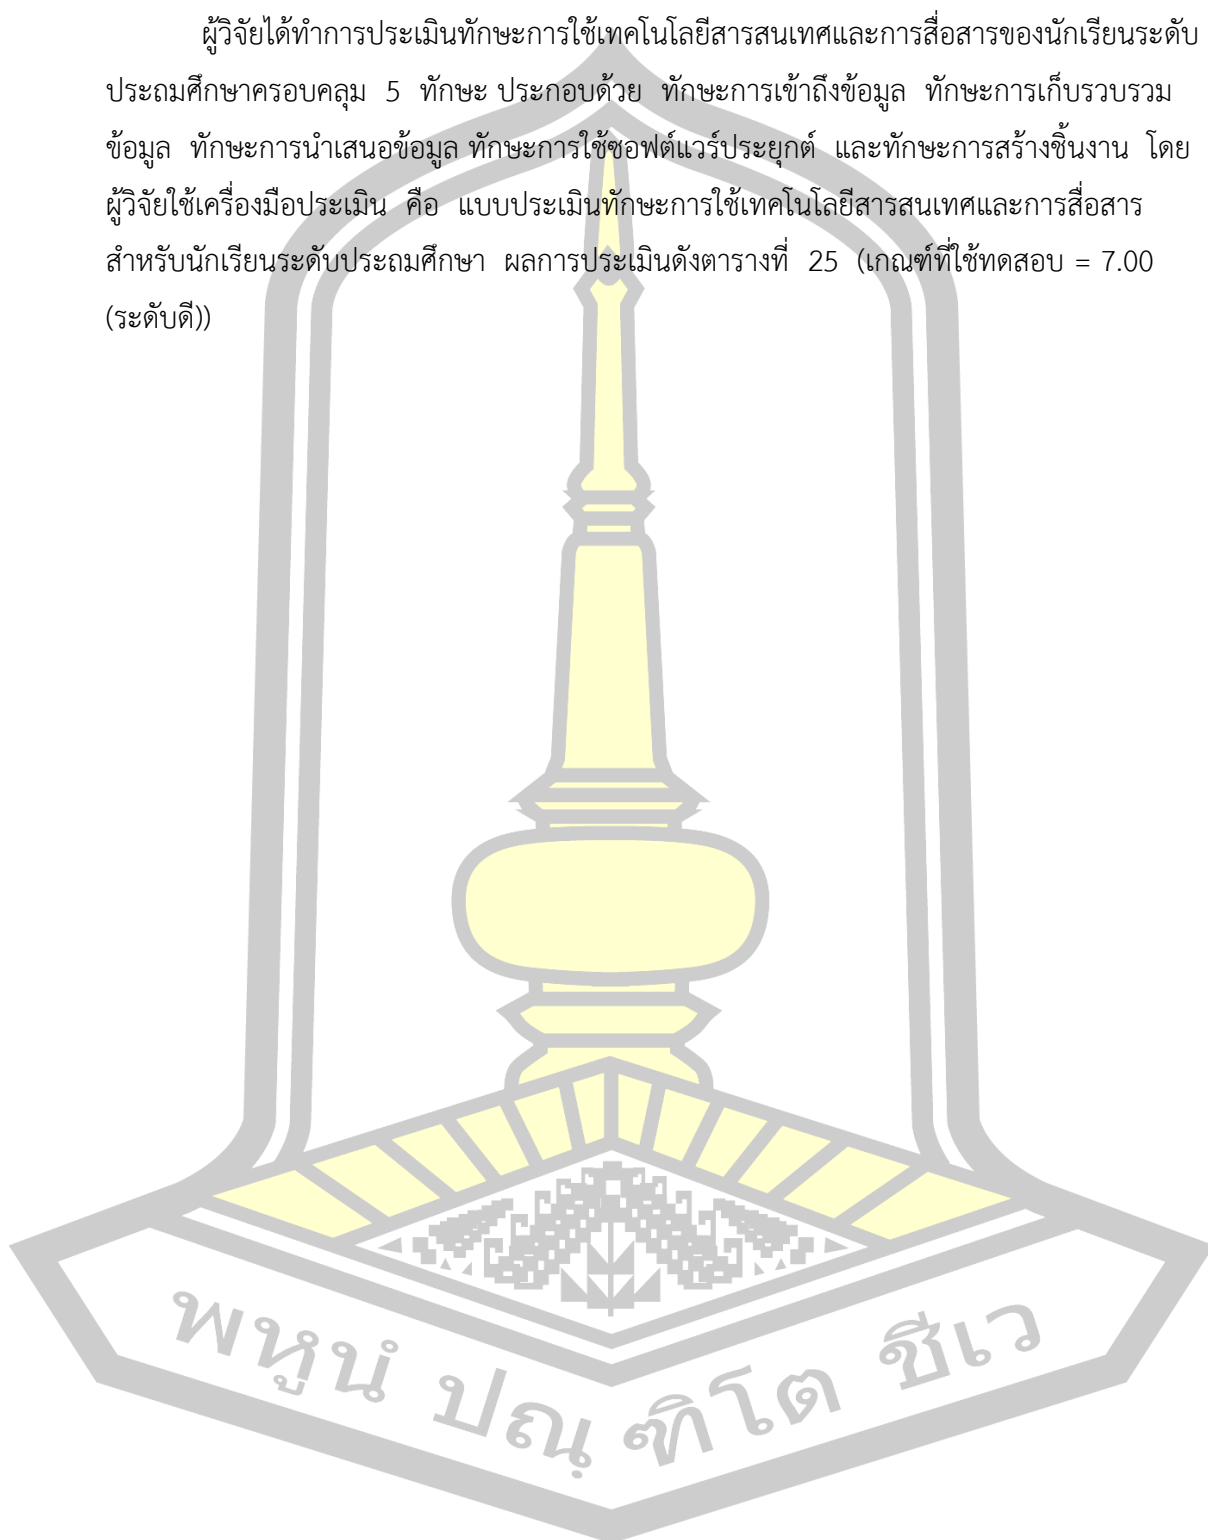 ผู้วิจัยได้ทำการประเมินทักษะการใช้เทคโนโลยีสารสนเทศและการสื่อสารของนักเรียนระดับ
ประถมศึกษาครอบคลุม 5 ทักษะ ประกอบด้วย ทักษะการเข้าถึงข้อมูล ทักษะการเก็บรวบรวม
ข้อมูล ทักษะการนำเสนอข้อมูล ทักษะการใช้ซอฟต์แวร์ประยุกต์ และทักษะการสร้างชิ้นงาน โดย
ผู้วิจัยใช้เครื่องมือประเมิน คือ แบบประเมินทักษะการใช้เทคโนโลยีสารสนเทศและการสื่อสาร
สำหรับนักเรียนระดับประถมศึกษา ผลการประเมินดังตารางที่ 25 (เกณฑ์ที่ใช้ทดสอบ = 7.00
(ระดับดี))
พหูนํ ปณฺ ฑิโต ชีเว